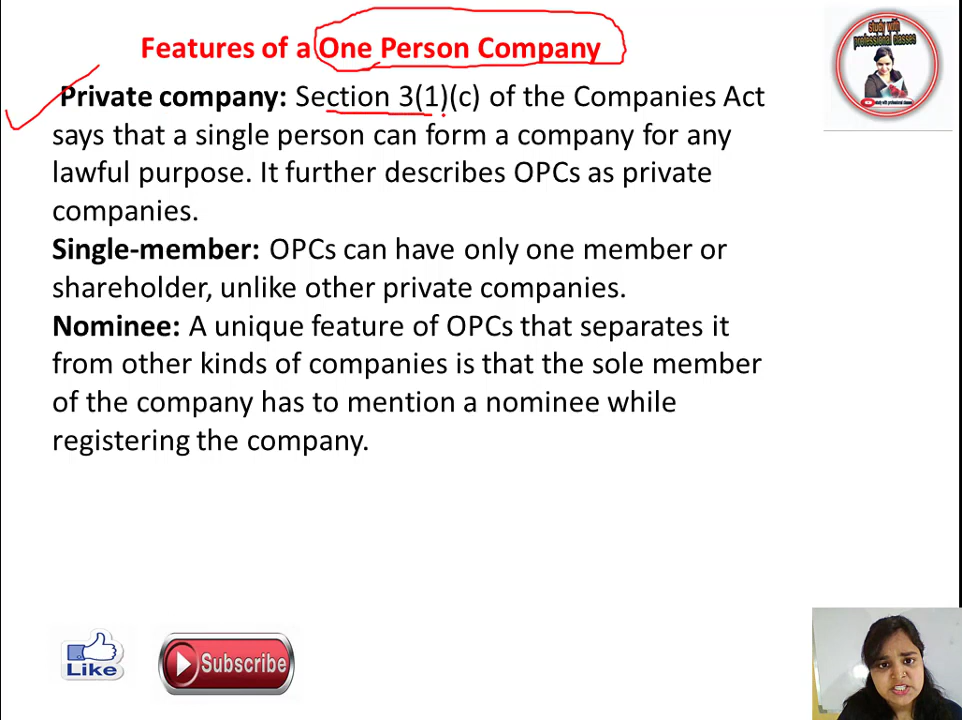 Features of a One Person Company
study with
professional classes
Private company: Section 3(1)(c) of the Companies Act
says that a single person can form a company for any
lawful purpose. It further describes OPCs as private
companies.
Single-member: OPCs can have only one member or
shareholder, unlike other private companies.
Nominee: A unique feature of OPCs that separates it
from other kinds of companies is that the sole member
of the company has to mention a nominee while
registering the company.
Like
Subscribe